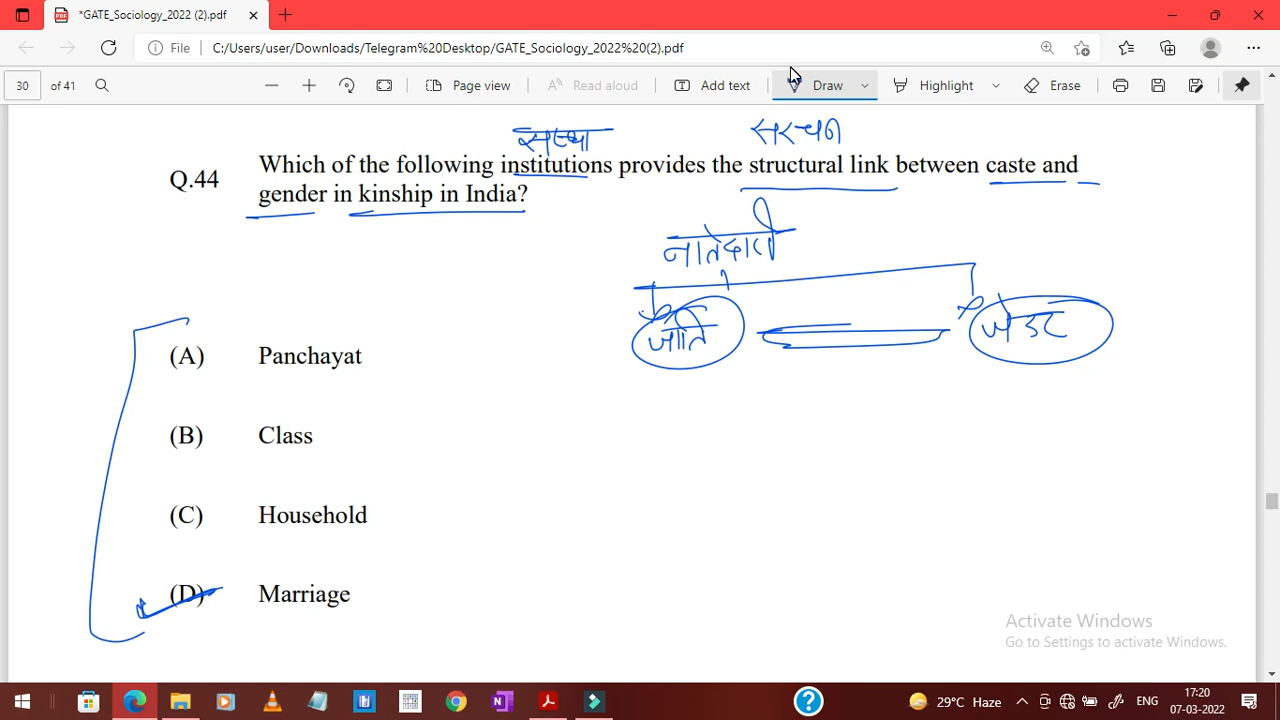 *GATE_Sociology_2022 (2).pdf
File C:/Users/user/Downloads/Telegram%20Desktop/GATE_Sociology_2022%20(2).pdf
30 of 41 Page view Read aloud Add text Draw Highlight Erase
संस्था संरचना
Q.44 Which of the following institutions provides the structural link between caste and
gender in kinship in India?
नातेदारी
जाति जेंडर
(A) Panchayat
(B) Class
(C) Household
(D) Marriage
Activate Windows
Go to Settings to activate Windows.
29°C Haze ENG 17:20
07-03-2022